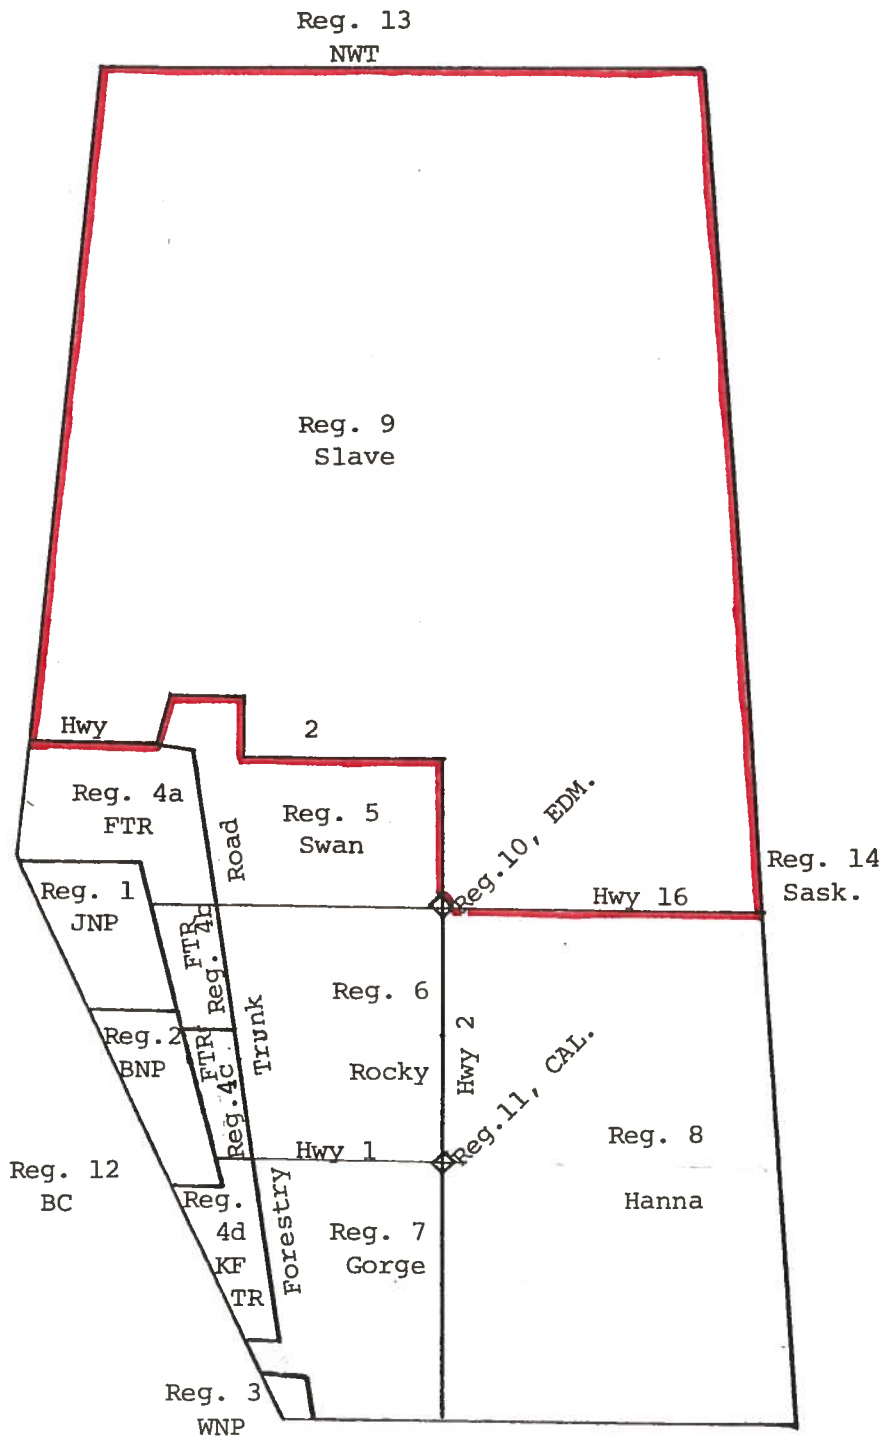 Reg. 13
NWT
Reg. 9
Slave
Hwy 2
Reg. 4a
FTR
Reg. 5
Swan
Road
Reg.10, EDM.
Reg. 14
Sask.
Reg. 1
JNP
Hwy 16
FTR
Reg. 4b
Reg. 6
Rocky
Hwy 2
Trunk
Reg.2
BNP
FTR
Reg.4c
Reg.11, CAL.
Reg. 8
Hanna
Hwy 1
Reg. 12
BC
Reg.
4d
KF
TR
Forestry
Reg. 7
Gorge
Reg. 3
WNP